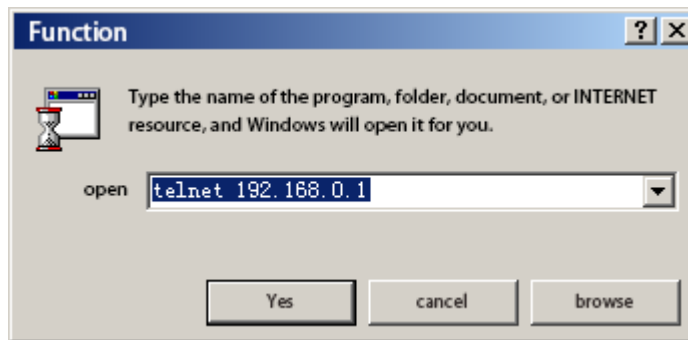 Function
Type the name of the program, folder, document, or INTERNET
resource, and Windows will open it for you.
open telnet 192.168.0.1
Yes cancel browse